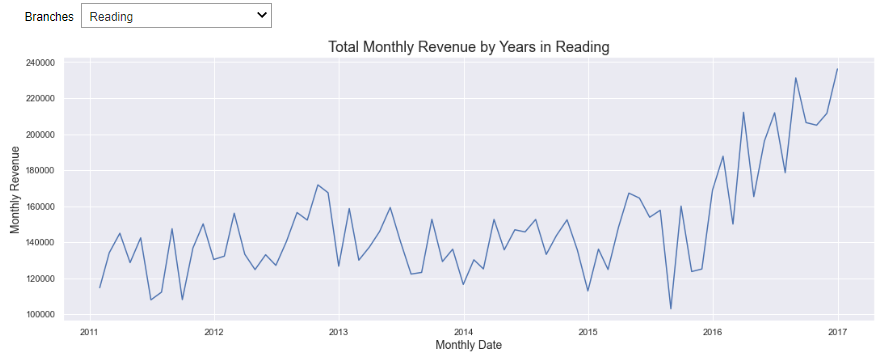 Branches Reading
Total Monthly Revenue by Years in Reading
Monthly Revenue
240000
220000
200000
180000
160000
140000
120000
100000
2011 2012 2013 2014 2015 2016 2017
Monthly Date